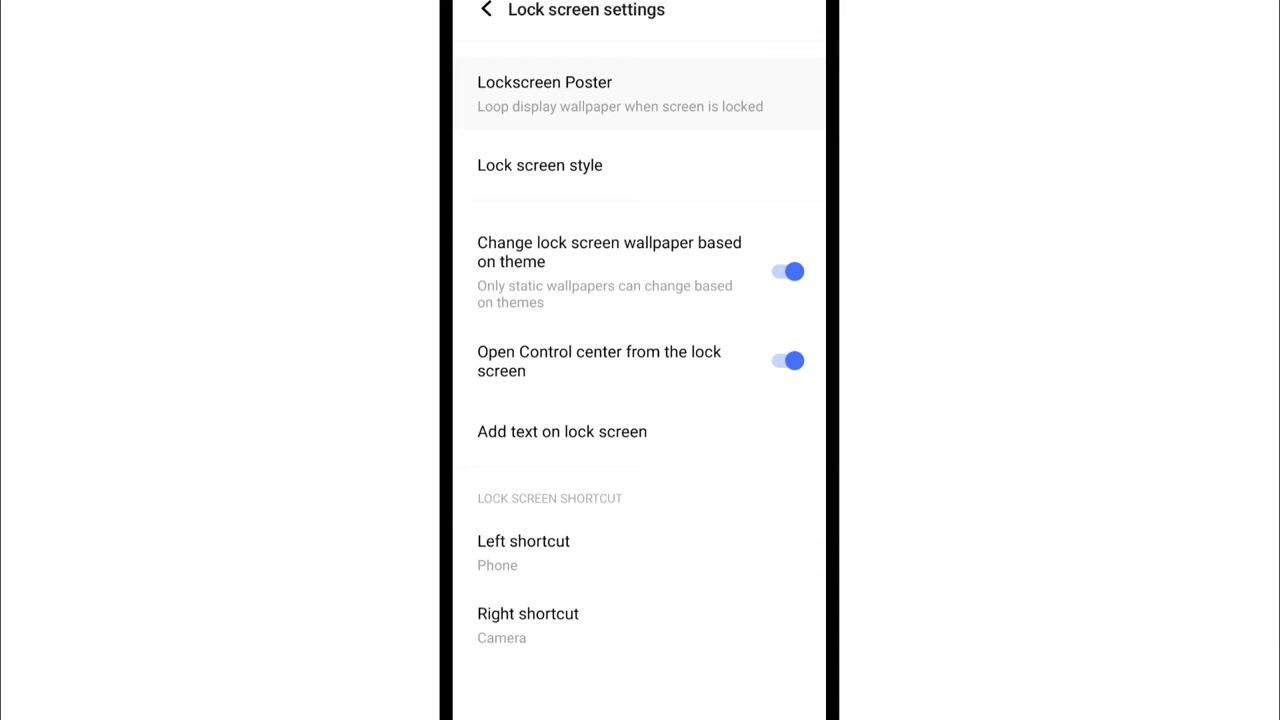 Lock screen settings
Lockscreen Poster
Loop display wallpaper when screen is locked
Lock screen style
Change lock screen wallpaper based
on theme
Only static wallpapers can change based
on themes
Open Control center from the lock
screen
Add text on lock screen
LOCK SCREEN SHORTCUT
Left shortcut
Phone
Right shortcut
Camera